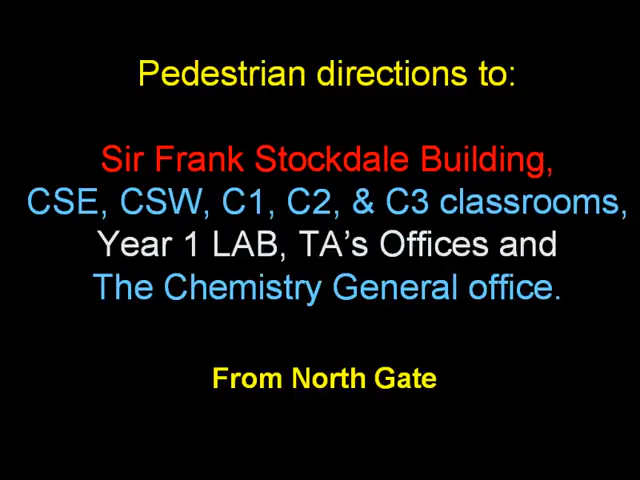 Pedestrian directions to:
Sir Frank Stockdale Building,
CSE, CSW, C1, C2, & C3 classrooms,
Year 1 LAB, TA’s Offices and
The Chemistry General office.
From North Gate